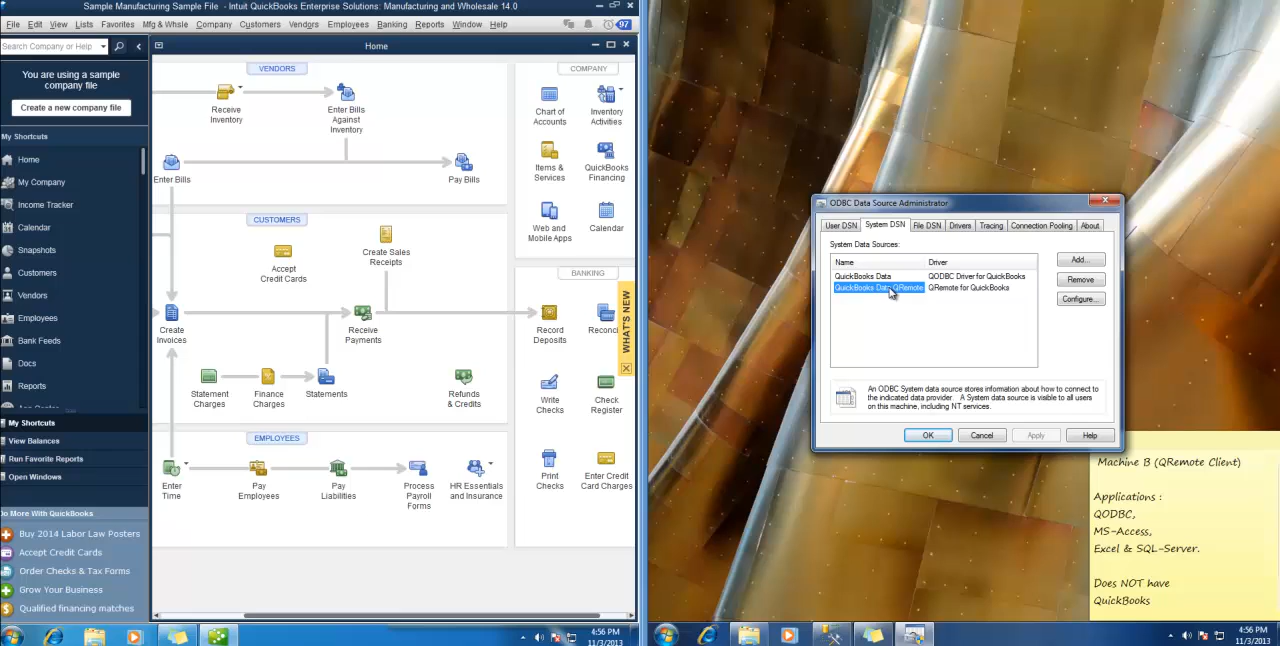 Sample Manufacturing Sample File - Intuit QuickBooks Enterprise Solutions: Manufacturing and Wholesale 14.0
File Edit View Lists Favorites Mfg & Whsle Company Customers Vendors Employees Banking Reports Window Help
97
Search Company or Help
Home
You are using a sample
company file
Create a new company file
My Shortcuts
Home
My Company
Income Tracker
Calendar
Snapshots
Customers
Vendors
Employees
Bank Feeds
Docs
Reports
My Shortcuts
View Balances
Run Favorite Reports
Open Windows
Do More With QuickBooks
Buy 2014 Labor Law Posters
Accept Credit Cards
Order Checks & Tax Forms
Grow Your Business
Qualified financing matches
VENDORS
Receive
Inventory
Enter Bills
Against
Inventory
Enter Bills
Pay Bills
CUSTOMERS
Create Sales
Receipts
Accept
Credit Cards
Create
Invoices
Receive
Payments
Statement
Charges
Finance
Charges
Statements
Refunds
& Credits
EMPLOYEES
Enter
Time
Pay
Employees
Pay
Liabilities
Process
Payroll
Forms
HR Essentials
and Insurance
COMPANY
Chart of
Accounts
Inventory
Activities
Items &
Services
QuickBooks
Financing
Web and
Mobile Apps
Calendar
BANKING
Record
Deposits
Reconci
Write
Checks
Check
Register
Print
Checks
Enter Credit
Card Charges
WHAT'S NEW
4:56 PM
11/3/2013
ODBC Data Source Administrator
User DSN System DSN File DSN Drivers Tracing Connection Pooling About
System Data Sources:
Name Driver
QuickBooks Data QODBC Driver for QuickBooks
QuickBooks Data QRemote QRemote for QuickBooks
Add...
Remove
Configure...
An ODBC System data source stores information about how to connect to
the indicated data provider. A System data source is visible to all users
on this machine, including NT services.
OK Cancel Apply Help
Machine B (QRemote Client)
Applications :
QODBC,
MS-Access,
Excel & SQL-Server.
Does NOT have
QuickBooks
4:56 PM
11/3/2013